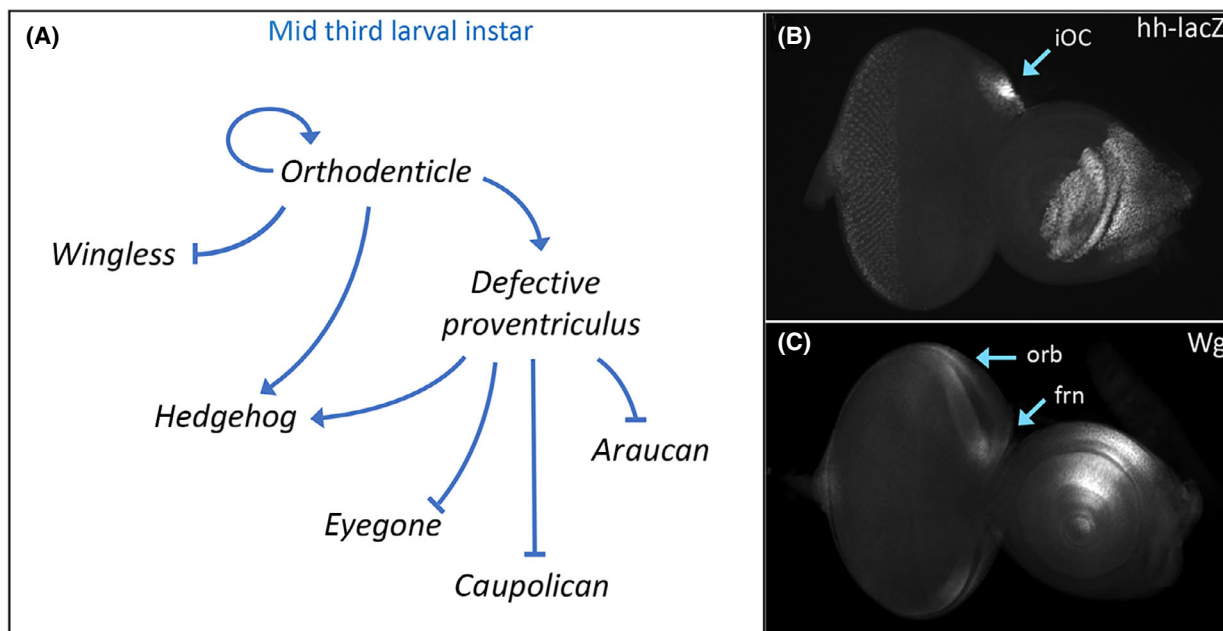 (A)
Mid third larval instar
Orthodenticle
Wingless
Defective
proventriculus
Hedgehog
Araucan
Eyegone
Caupolican
(B)
hh-lacZ
iOC
(C)
Wg
orb
frn